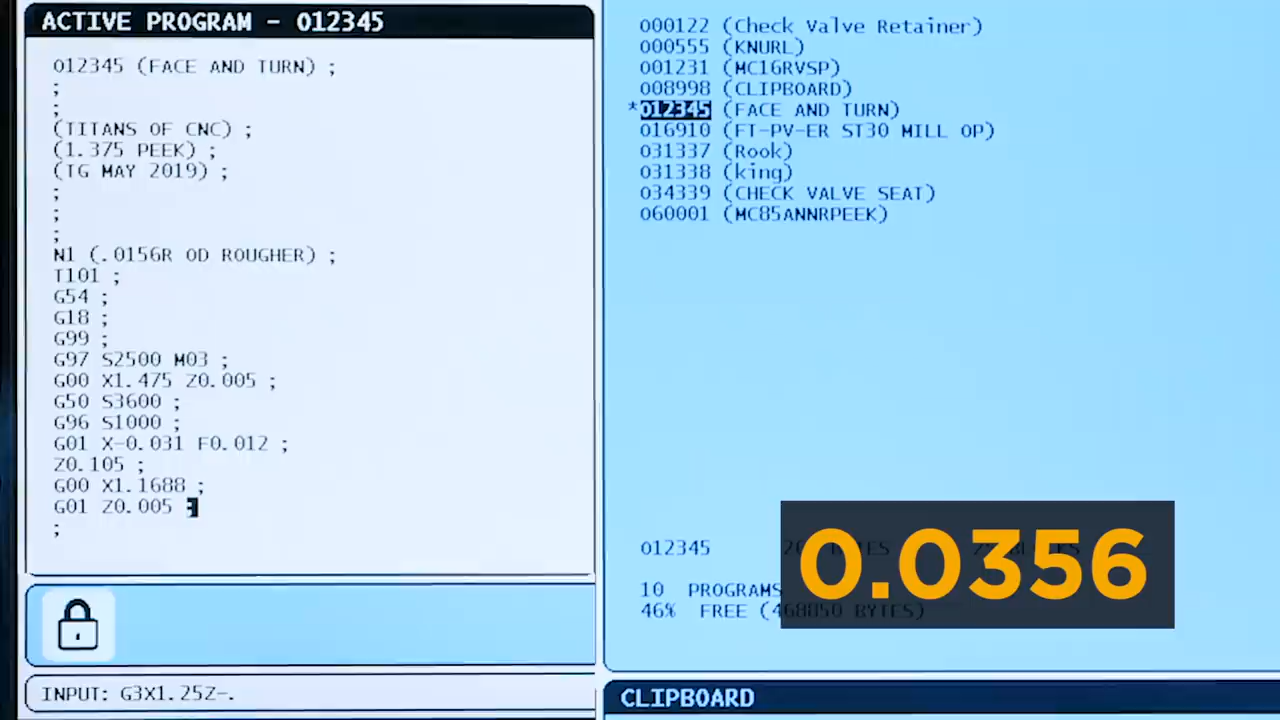 ACTIVE PROGRAM - O12345
O12345 (FACE AND TURN) ;
;
;
(TITANS OF CNC) ;
(1.375 PEEK) ;
(TG MAY 2019) ;
;
;
;
N1 (.0156R OD ROUGHER) ;
T101 ;
G54 ;
G18 ;
G99 ;
G97 S2500 M03 ;
G00 X1.475 Z0.005 ;
G50 S3600 ;
G96 S1000 ;
G01 X-0.031 F0.012 ;
Z0.105 ;
G00 X1.1688 ;
G01 Z0.005 ;
;
INPUT: G3X1.25Z-.
O00122 (Check Valve Retainer)
O00555 (KNURL)
O01231 (MC16RVSP)
O08998 (CLIPBOARD)
*O12345 (FACE AND TURN)
O16910 (FT-PV-ER ST30 MILL OP)
O31337 (Rook)
O31338 (king)
O34339 (CHECK VALVE SEAT)
O60001 (MC85ANNRPEEK)
O12345
10 PROGRAMS
46% FREE (468850 BYTES)
0.0356
CLIPBOARD